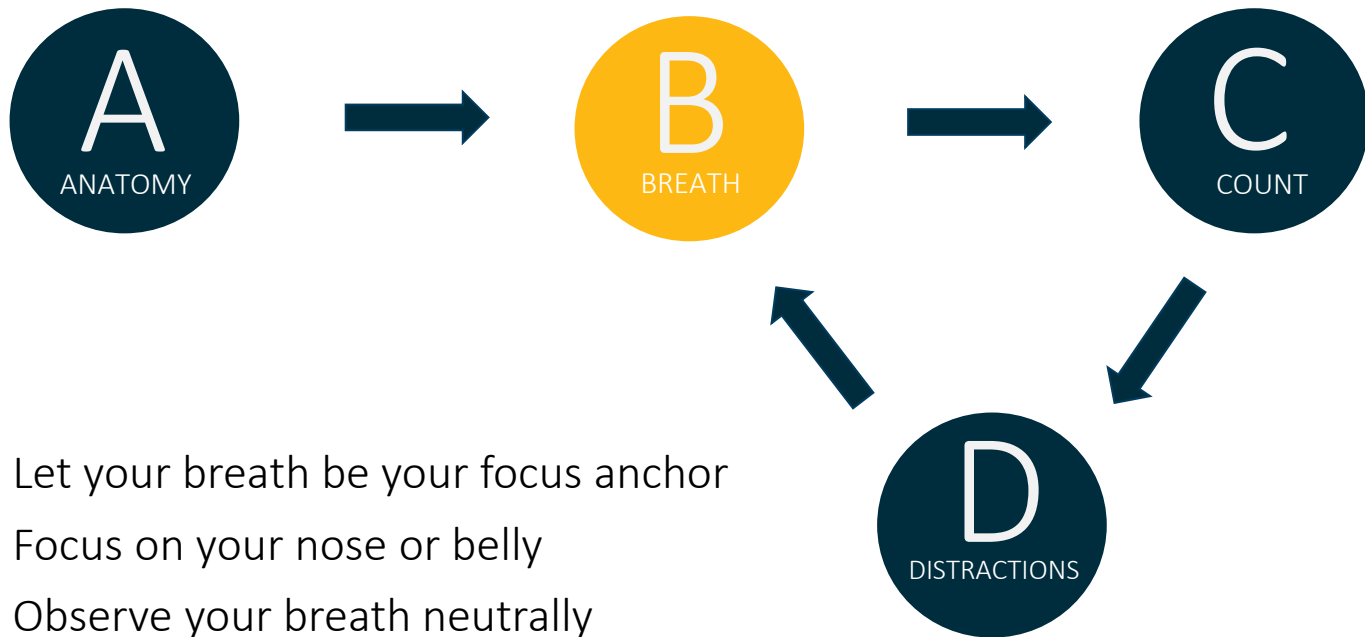 A
ANATOMY
B
BREATH
C
COUNT
D
DISTRACTIONS
Let your breath be your focus anchor
Focus on your nose or belly
Observe your breath neutrally